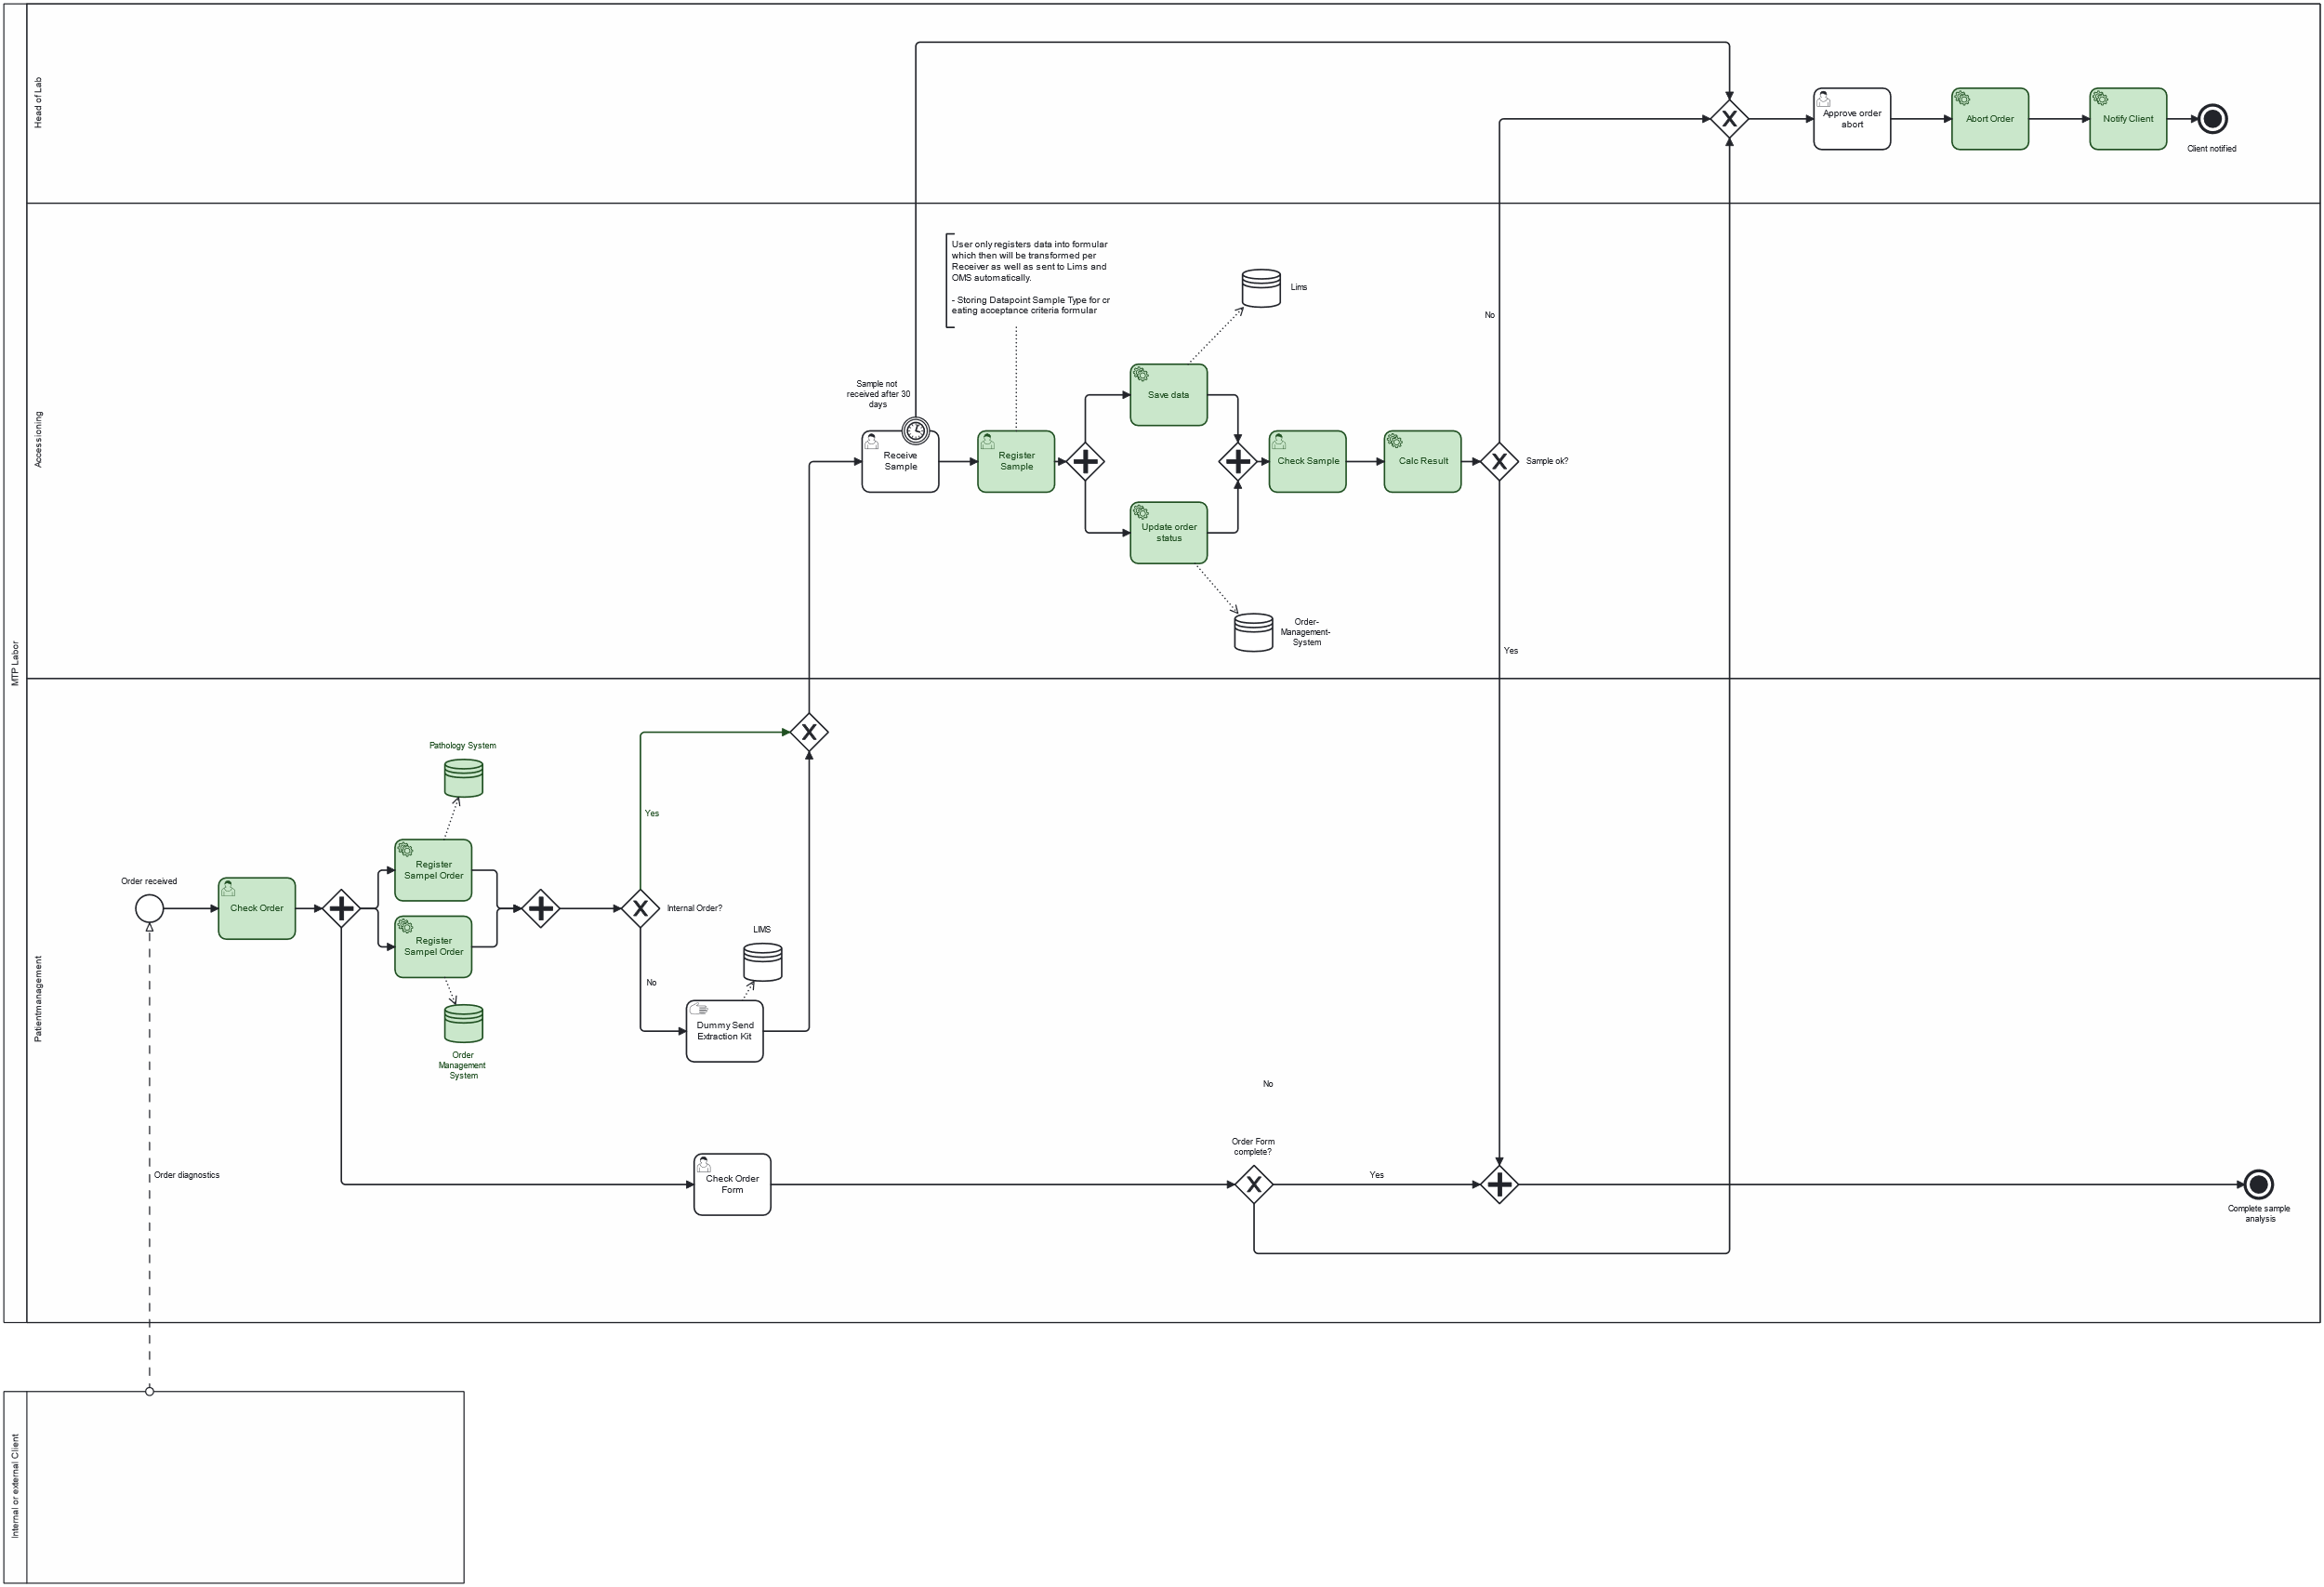 Head of Lab
Approve order
abort
Abort Order
Notify Client
Client notified
Accessioning
User only registers data into formular
which then will be transformed per
Receiver as well as sent to Lims and
OMS automatically.
- Storing Datapoint Sample Type for cr
eating acceptance criteria formular
Lims
No
Sample not
received after 30
days
Save data
Receive
Sample
Register
Sample
Check Sample
Calc Result
Sample ok?
Update order
status
Order-
Management-
System
Yes
MTP Labor
Patientmanagement
Pathology System
Yes
Order received
Register
Sampel Order
Check Order
Internal Order?
Register
Sampel Order
LIMS
No
Dummy Send
Extraction Kit
Order
Management
System
No
Order Form
complete?
Order diagnostics
Check Order
Form
Yes
Complete sample
analysis
Internal or external Client